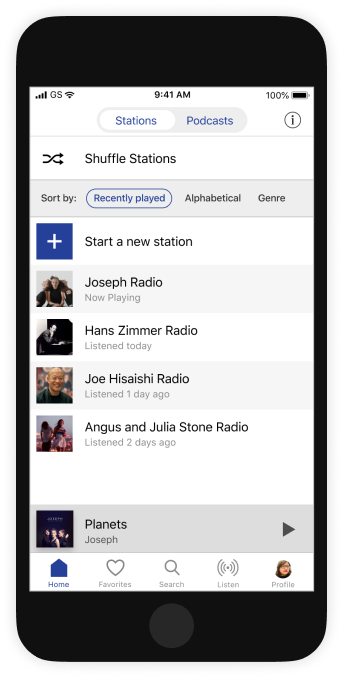 GS 9:41 AM 100%
Stations Podcasts
Shuffle Stations
Sort by: Recently played Alphabetical Genre
Start a new station
Joseph Radio
Now Playing
Hans Zimmer Radio
Listened today
Joe Hisaishi Radio
Listened 1 day ago
Angus and Julia Stone Radio
Listened 2 days ago
JOSEPH
Planets
Joseph
Home Favorites Search Listen Profile